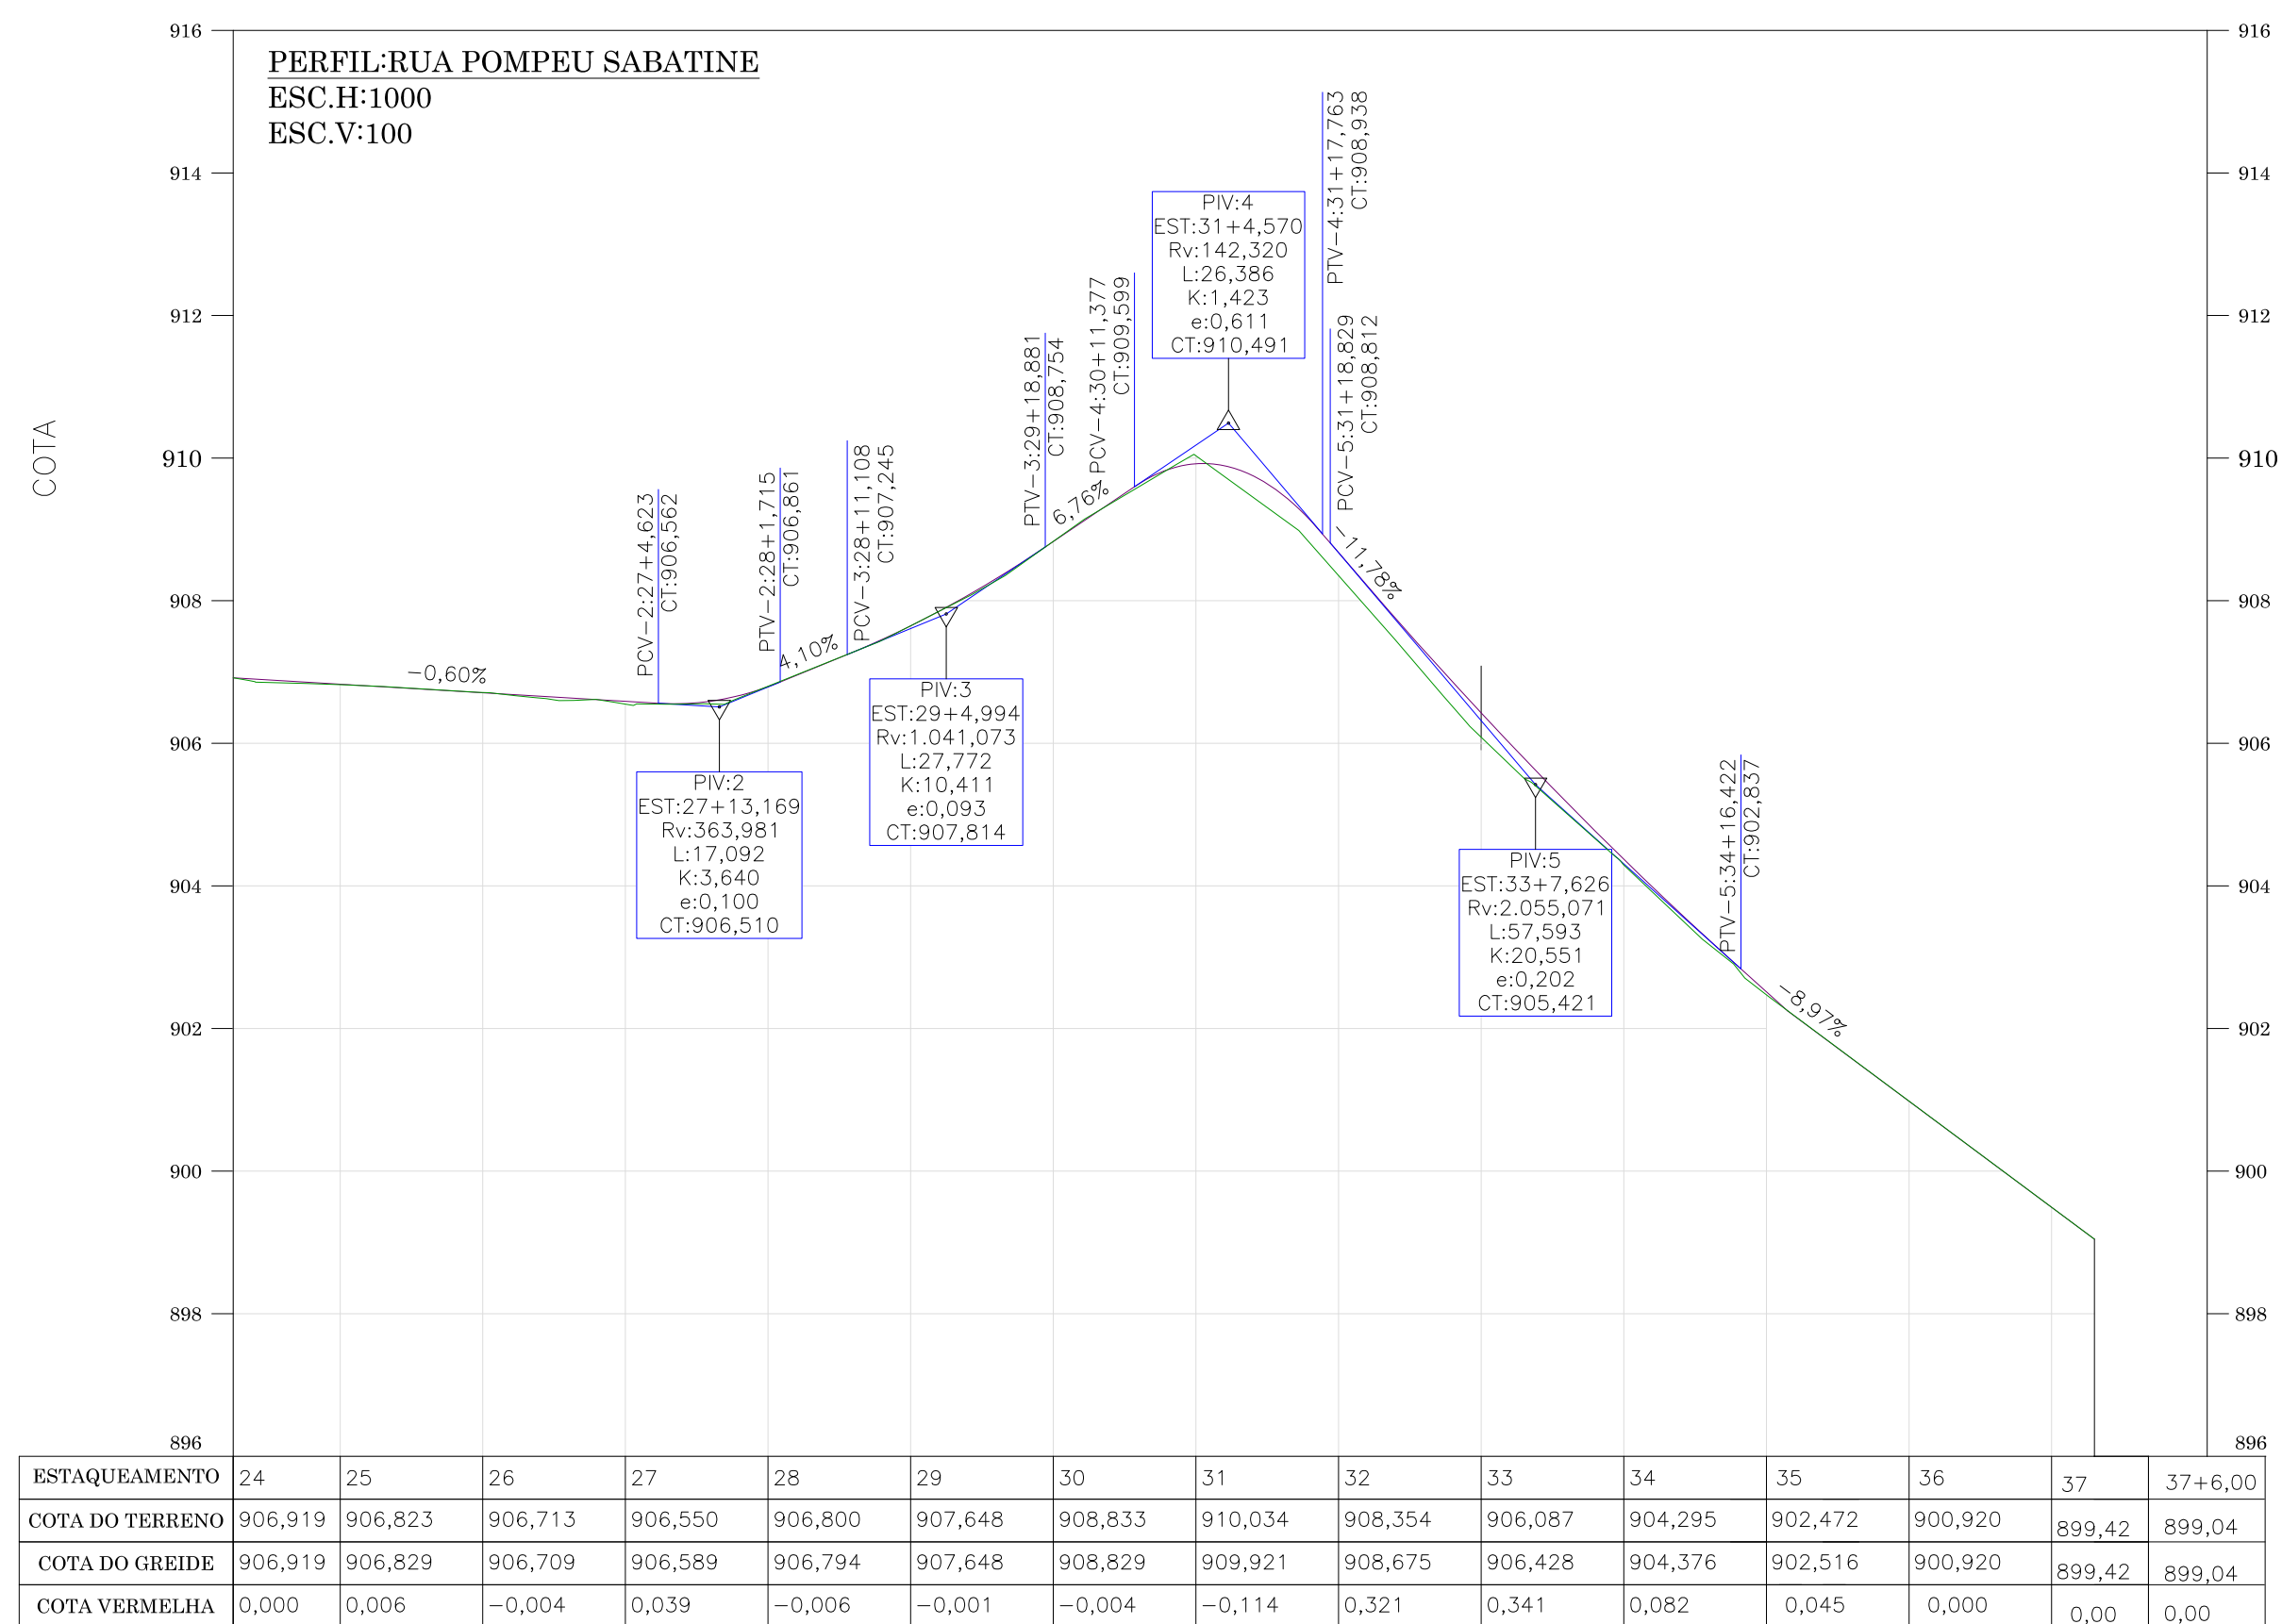 PERFIL:RUA POMPEU SABATINE
ESC.H:1000
ESC.V:100
COTA
916
914
912
910
908
906
904
902
900
898
896
916
914
912
910
908
906
904
902
900
898
896
-0,60%
PCV-2:27+4,623
CT:906,562
PIV:2
EST:27+13,169
Rv:363,981
L:17,092
K:3,640
e:0,100
CT:906,510
PTV-2:28+1,715
CT:906,861
4,10%
PCV-3:28+11,108
CT:907,245
PIV:3
EST:29+4,994
Rv:1.041,073
L:27,772
K:10,411
e:0,093
CT:907,814
PTV-3:29+18,881
CT:908,754
6,76%
PCV-4:30+11,377
CT:909,599
PIV:4
EST:31+4,570
Rv:142,320
L:26,386
K:1,423
e:0,611
CT:910,491
PTV-4:31+17,763
CT:908,938
PCV-5:31+18,829
CT:908,812
-11,78%
PIV:5
EST:33+7,626
Rv:2.055,071
L:57,593
K:20,551
e:0,202
CT:905,421
PTV-5:34+16,422
CT:902,837
-8,97%
ESTAQUEAMENTO 24 25 26 27 28 29 30 31 32 33 34 35 36 37 37+6,00
COTA DO TERRENO 906,919 906,823 906,713 906,550 906,800 907,648 908,833 910,034 908,354 906,087 904,295 902,472 900,920 899,42 899,04
COTA DO GREIDE 906,919 906,829 906,709 906,589 906,794 907,648 908,829 909,921 908,675 906,428 904,376 902,516 900,920 899,42 899,04
COTA VERMELHA 0,000 0,006 -0,004 0,039 -0,006 -0,001 -0,004 -0,114 0,321 0,341 0,082 0,045 0,000 0,00 0,00